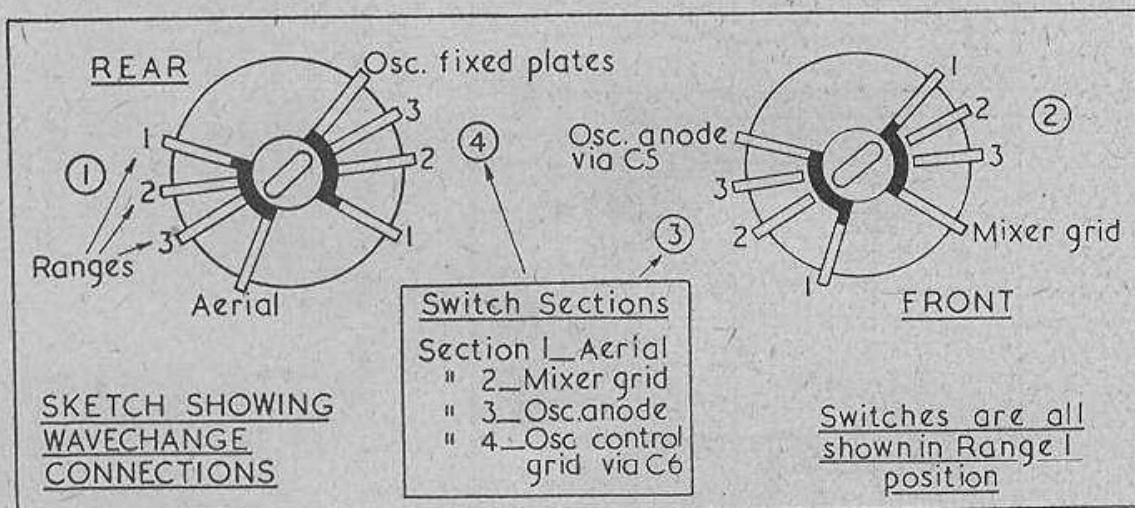 REAR
Osc. fixed plates
3
2
1
4
1
2
3
1
Ranges
Aerial
1
2
3
2
Osc. anode
via C5
3
2
1
Mixer grid
FRONT
3
Switch Sections
Section 1_Aerial
" 2_Mixer grid
" 3_Osc.anode
" 4_Osc control
grid via C6
SKETCH SHOWING
WAVECHANGE
CONNECTIONS
Switches are all
shown in Range 1
position